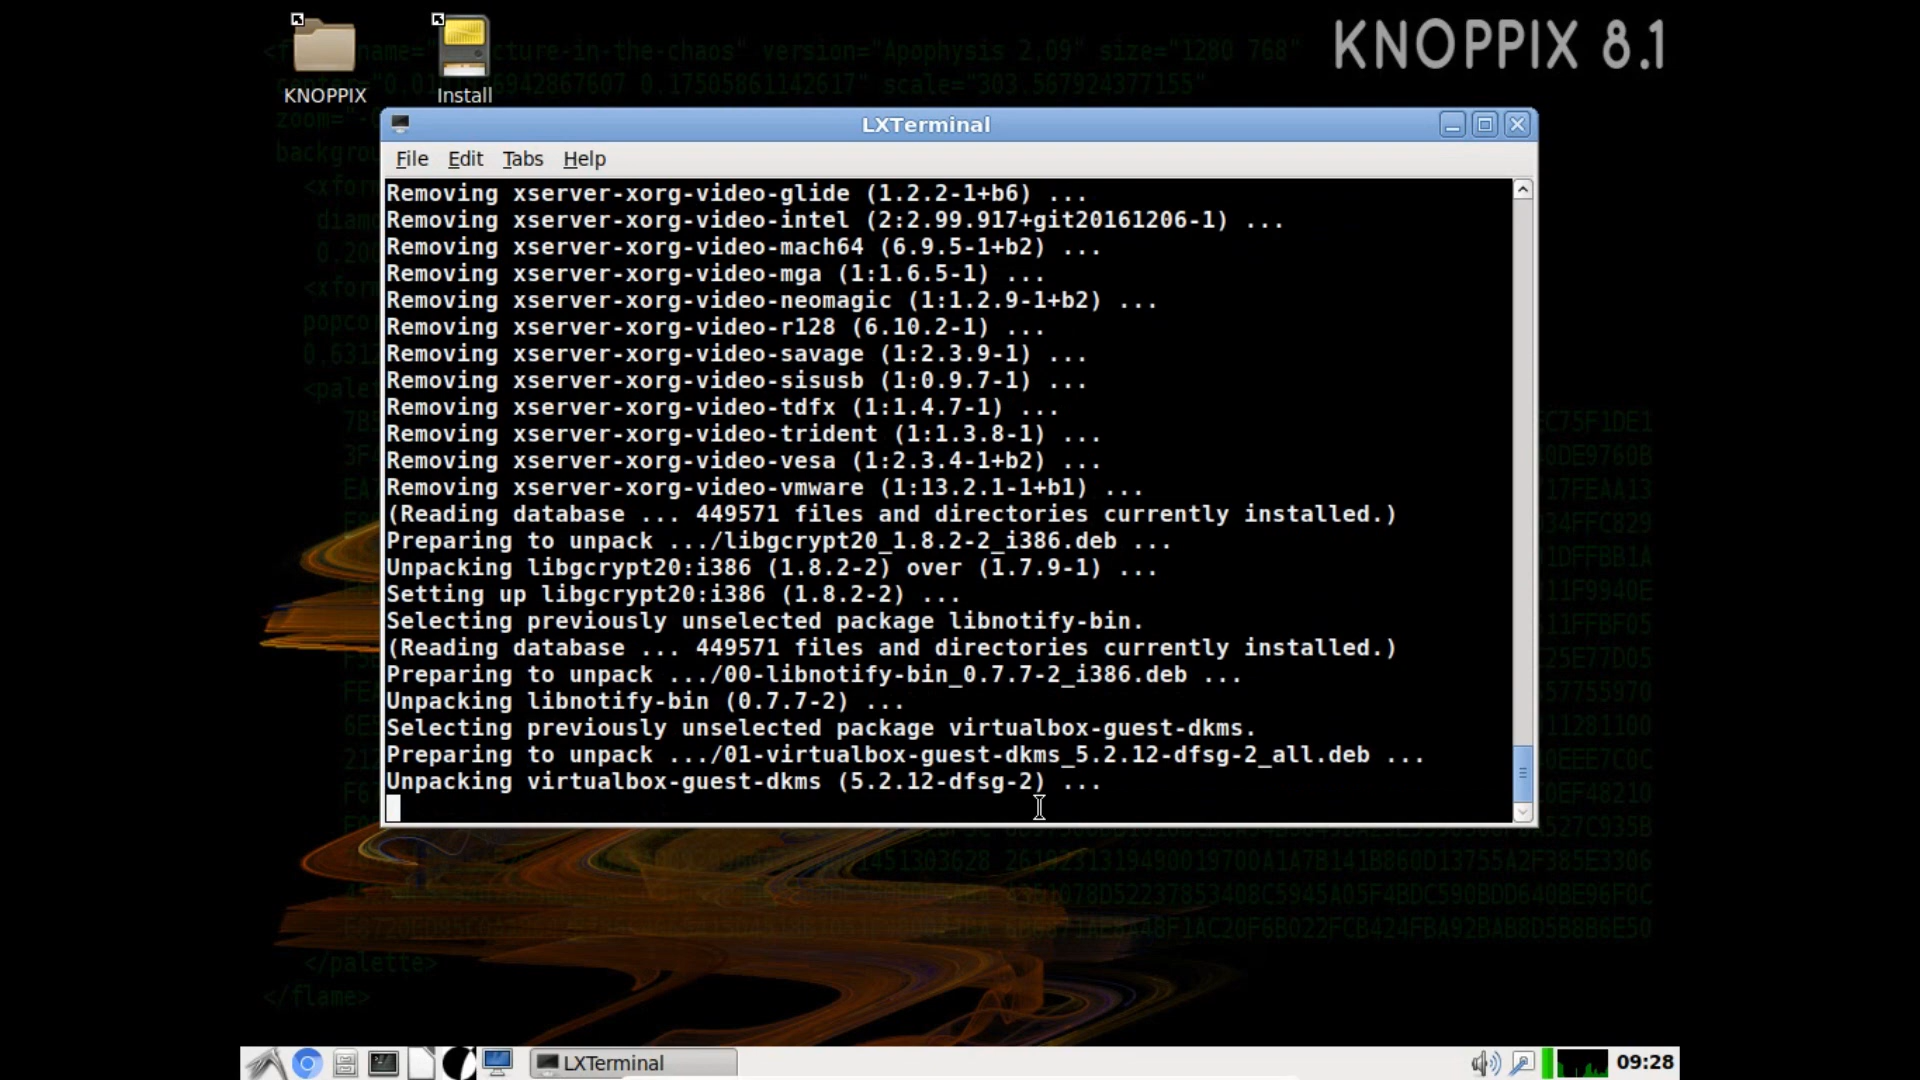 KNOPPIX 8.1
KNOPPIX
Install
LXTerminal
File Edit Tabs Help
Removing xserver-xorg-video-glide (1.2.2-1+b6) ...
Removing xserver-xorg-video-intel (2:2.99.917+git20161206-1) ...
Removing xserver-xorg-video-mach64 (6.9.5-1+b2) ...
Removing xserver-xorg-video-mga (1:1.6.5-1) ...
Removing xserver-xorg-video-neomagic (1:1.2.9-1+b2) ...
Removing xserver-xorg-video-r128 (6.10.2-1) ...
Removing xserver-xorg-video-savage (1:2.3.9-1) ...
Removing xserver-xorg-video-sisusb (1:0.9.7-1) ...
Removing xserver-xorg-video-tdfx (1:1.4.7-1) ...
Removing xserver-xorg-video-trident (1:1.3.8-1) ...
Removing xserver-xorg-video-vesa (1:2.3.4-1+b2) ...
Removing xserver-xorg-video-vmware (1:13.2.1-1+b1) ...
(Reading database ... 449571 files and directories currently installed.)
Preparing to unpack .../libgcrypt20_1.8.2-2_i386.deb ...
Unpacking libgcrypt20:i386 (1.8.2-2) over (1.7.9-1) ...
Setting up libgcrypt20:i386 (1.8.2-2) ...
Selecting previously unselected package libnotify-bin.
(Reading database ... 449571 files and directories currently installed.)
Preparing to unpack .../00-libnotify-bin_0.7.7-2_i386.deb ...
Unpacking libnotify-bin (0.7.7-2) ...
Selecting previously unselected package virtualbox-guest-dkms.
Preparing to unpack .../01-virtualbox-guest-dkms_5.2.12-dfsg-2_all.deb ...
Unpacking virtualbox-guest-dkms (5.2.12-dfsg-2) ...
</palette>
</flame>
LXTerminal
09:28